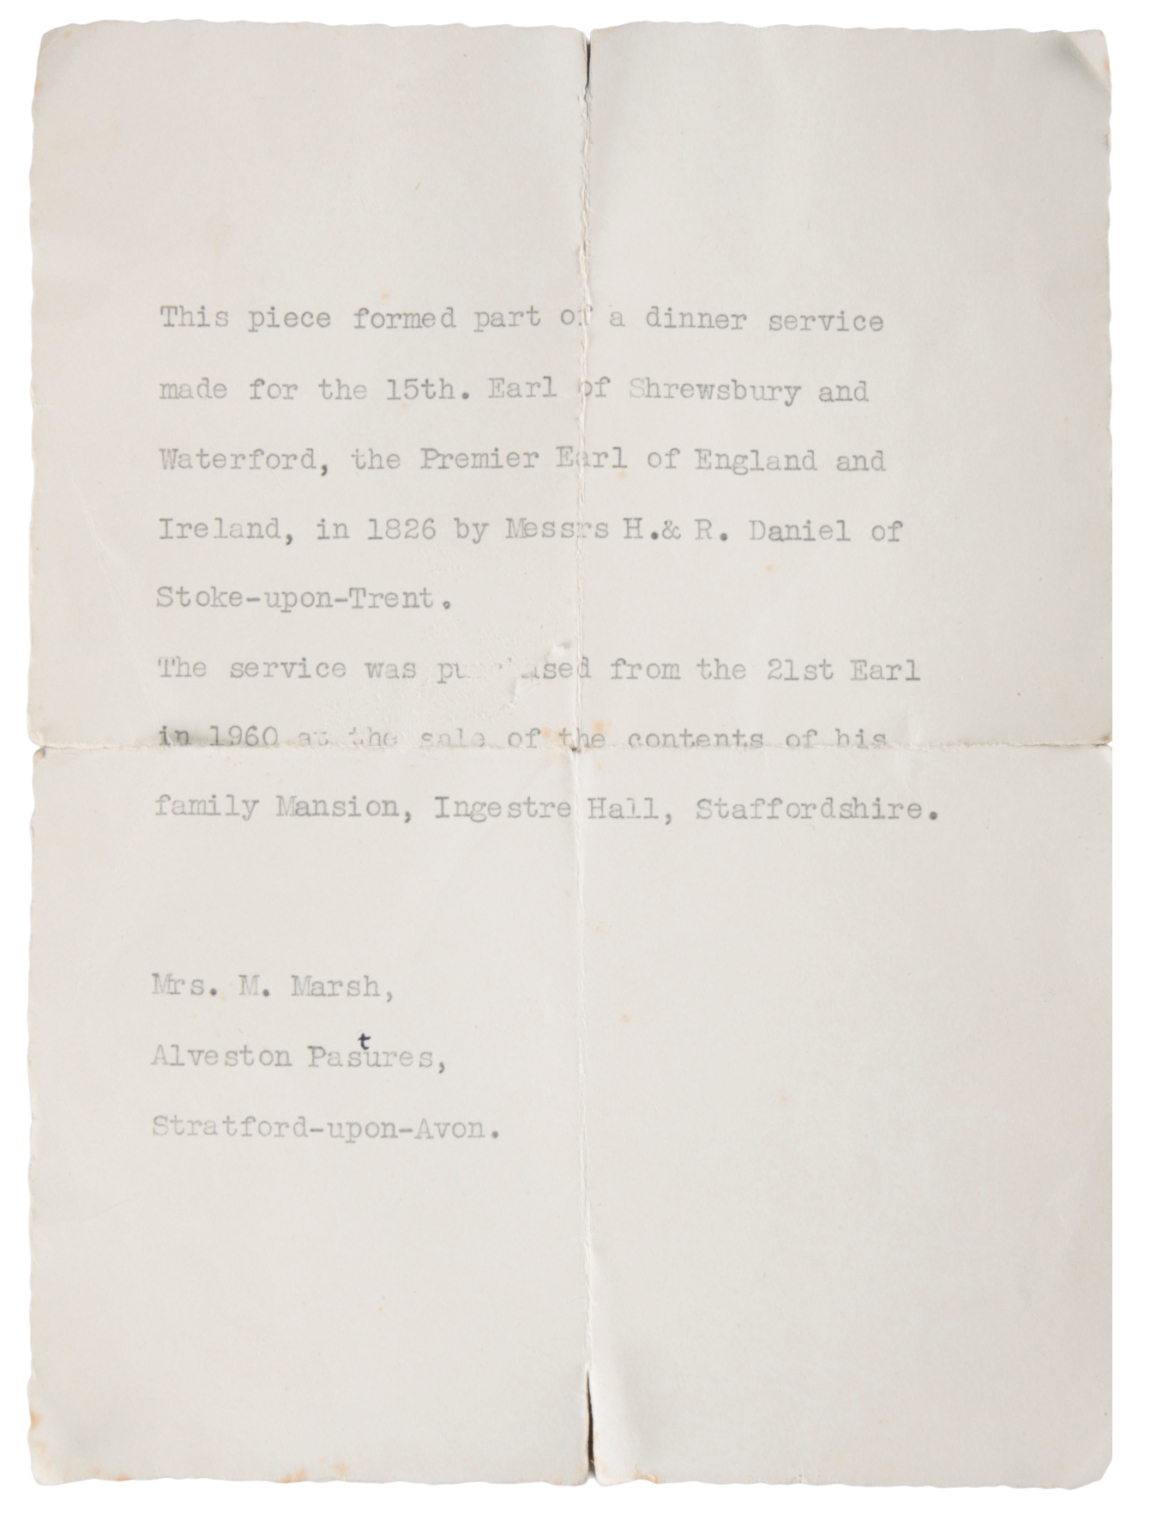 This piece formed part of a dinner service
made for the 15th. Earl of Shrewsbury and
Waterford, the Premier Earl of England and
Ireland, in 1826 by Messrs H.& R. Daniel of
Stoke-upon-Trent.
The service was purchased from the 21st Earl
in 1960 at the sale of the contents of his
family Mansion, Ingestre Hall, Staffordshire.
Mrs. M. Marsh,
Alveston Pastures,
Stratford-upon-Avon.